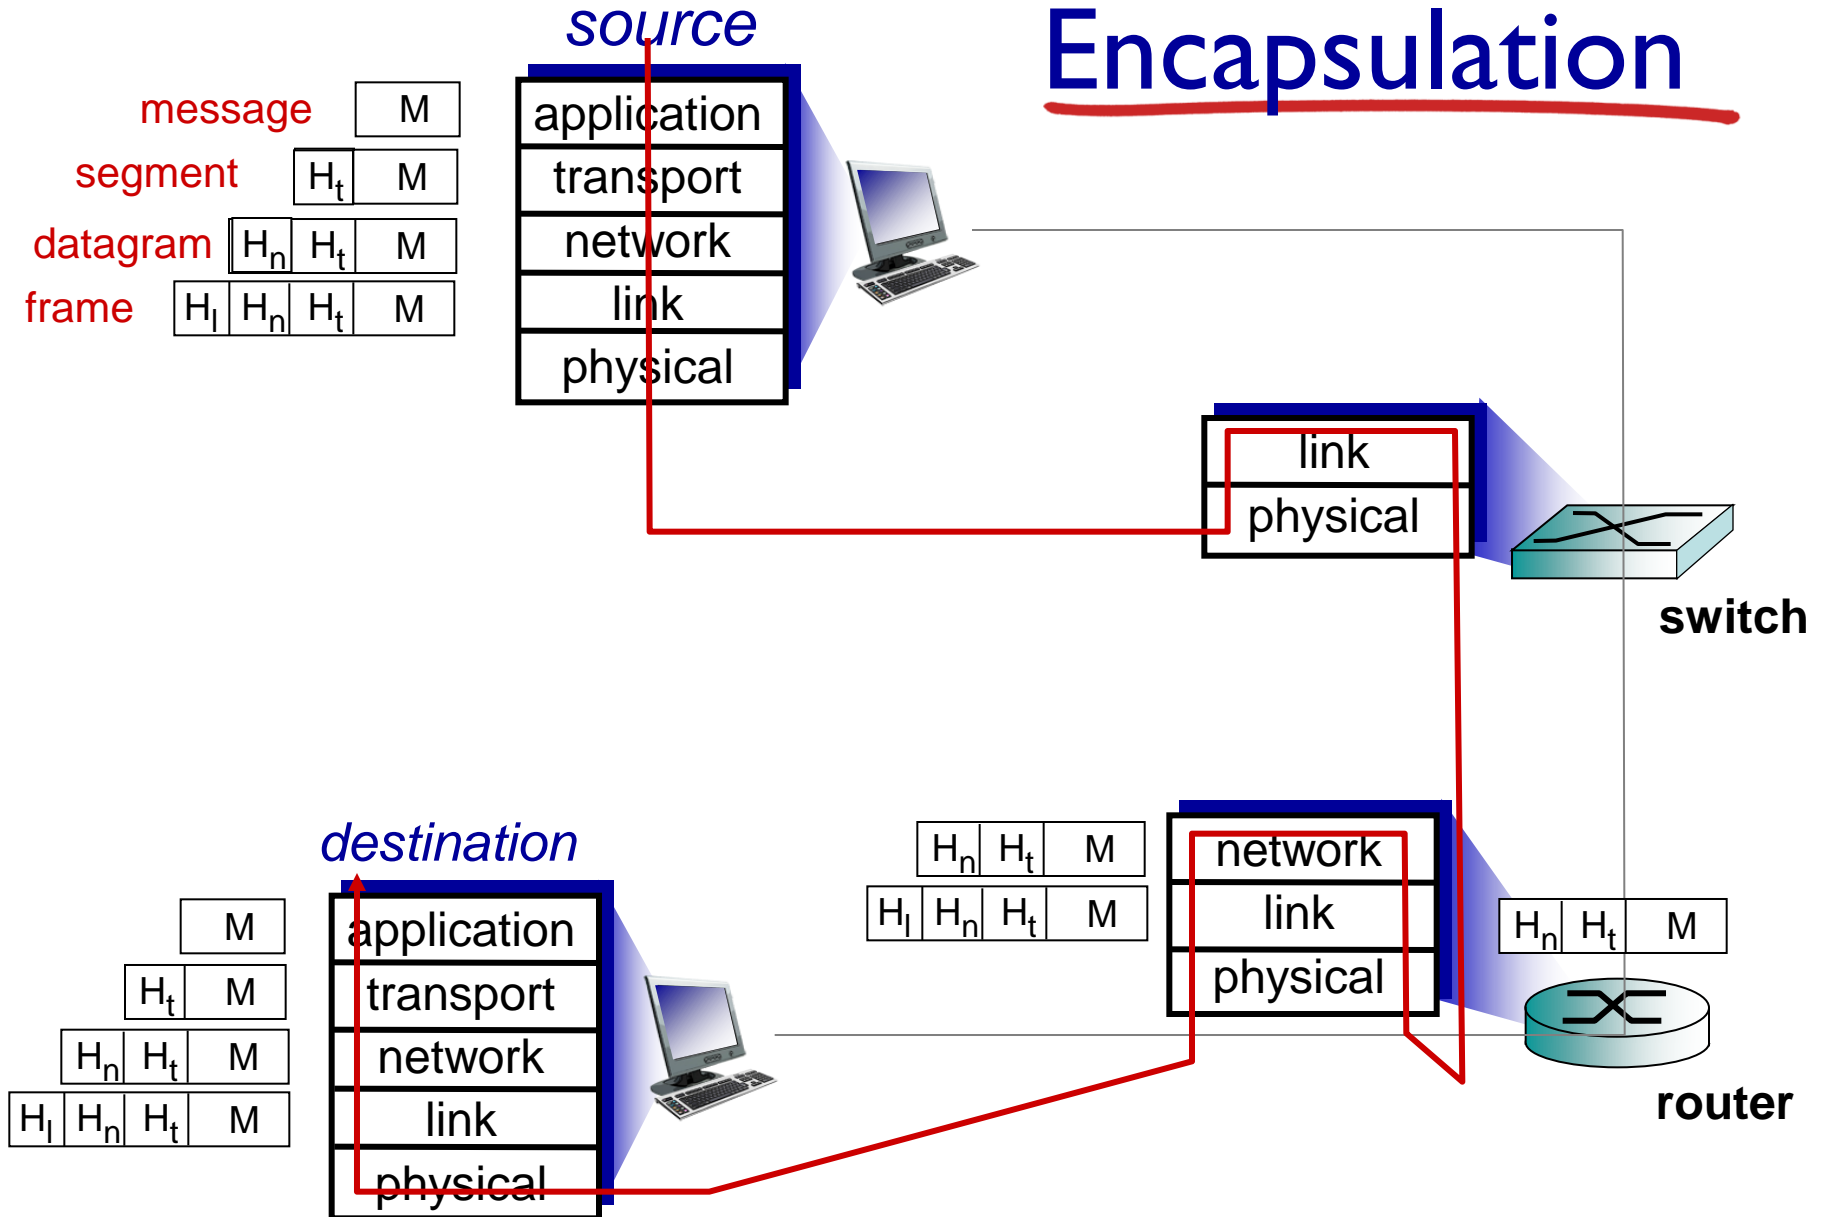 source
Encapsulation
message M
segment Ht M
datagram Hn Ht M
frame Hl Hn Ht M
application
transport
network
link
physical
link
physical
switch
destination
M
Ht M
Hn Ht M
Hl Hn Ht M
application
transport
network
link
physical
Hn Ht M
Hl Hn Ht M
network
link
physical
Hn Ht M
router